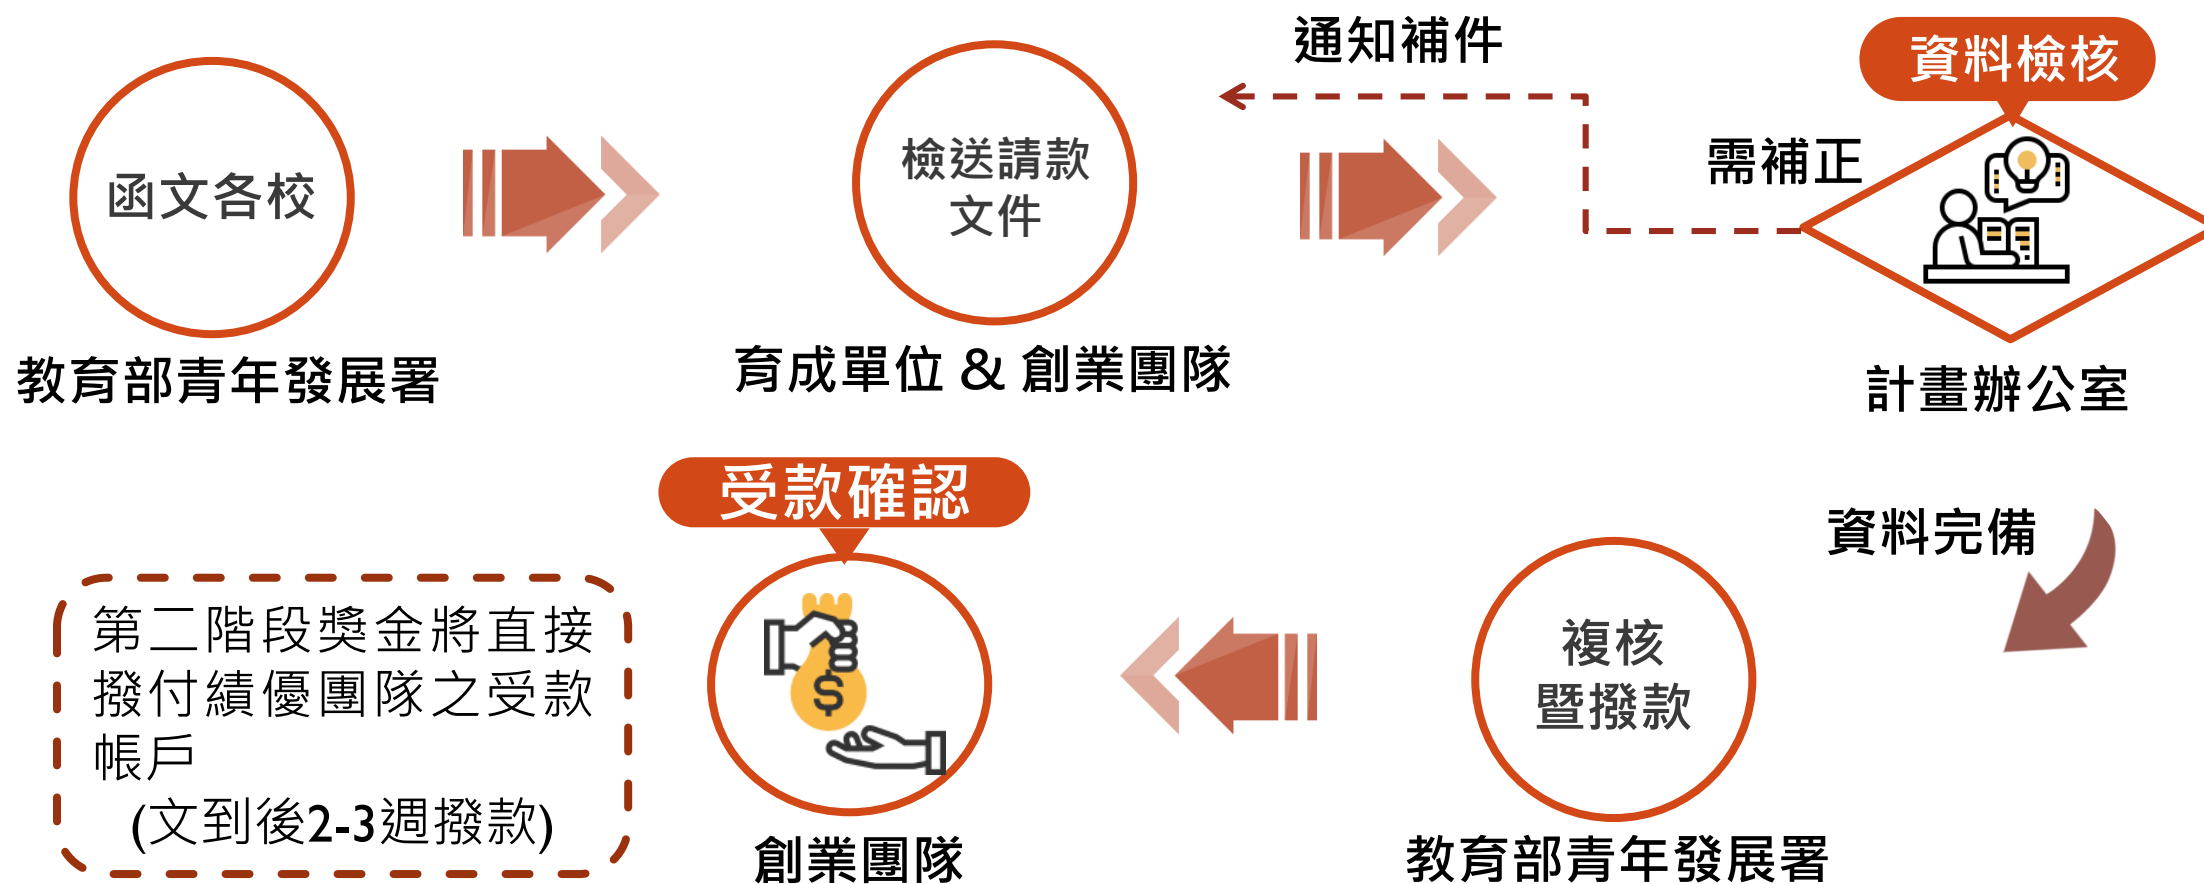 函文各校
教育部青年發展署
檢送請款
文件
育成單位 & 創業團隊
通知補件
需補正
資料檢核
計畫辦公室
資料完備
複核
暨撥款
教育部青年發展署
受款確認
$
創業團隊
第二階段獎金將直接
撥付績優團隊之受款
帳戶
(文到後2-3週撥款)